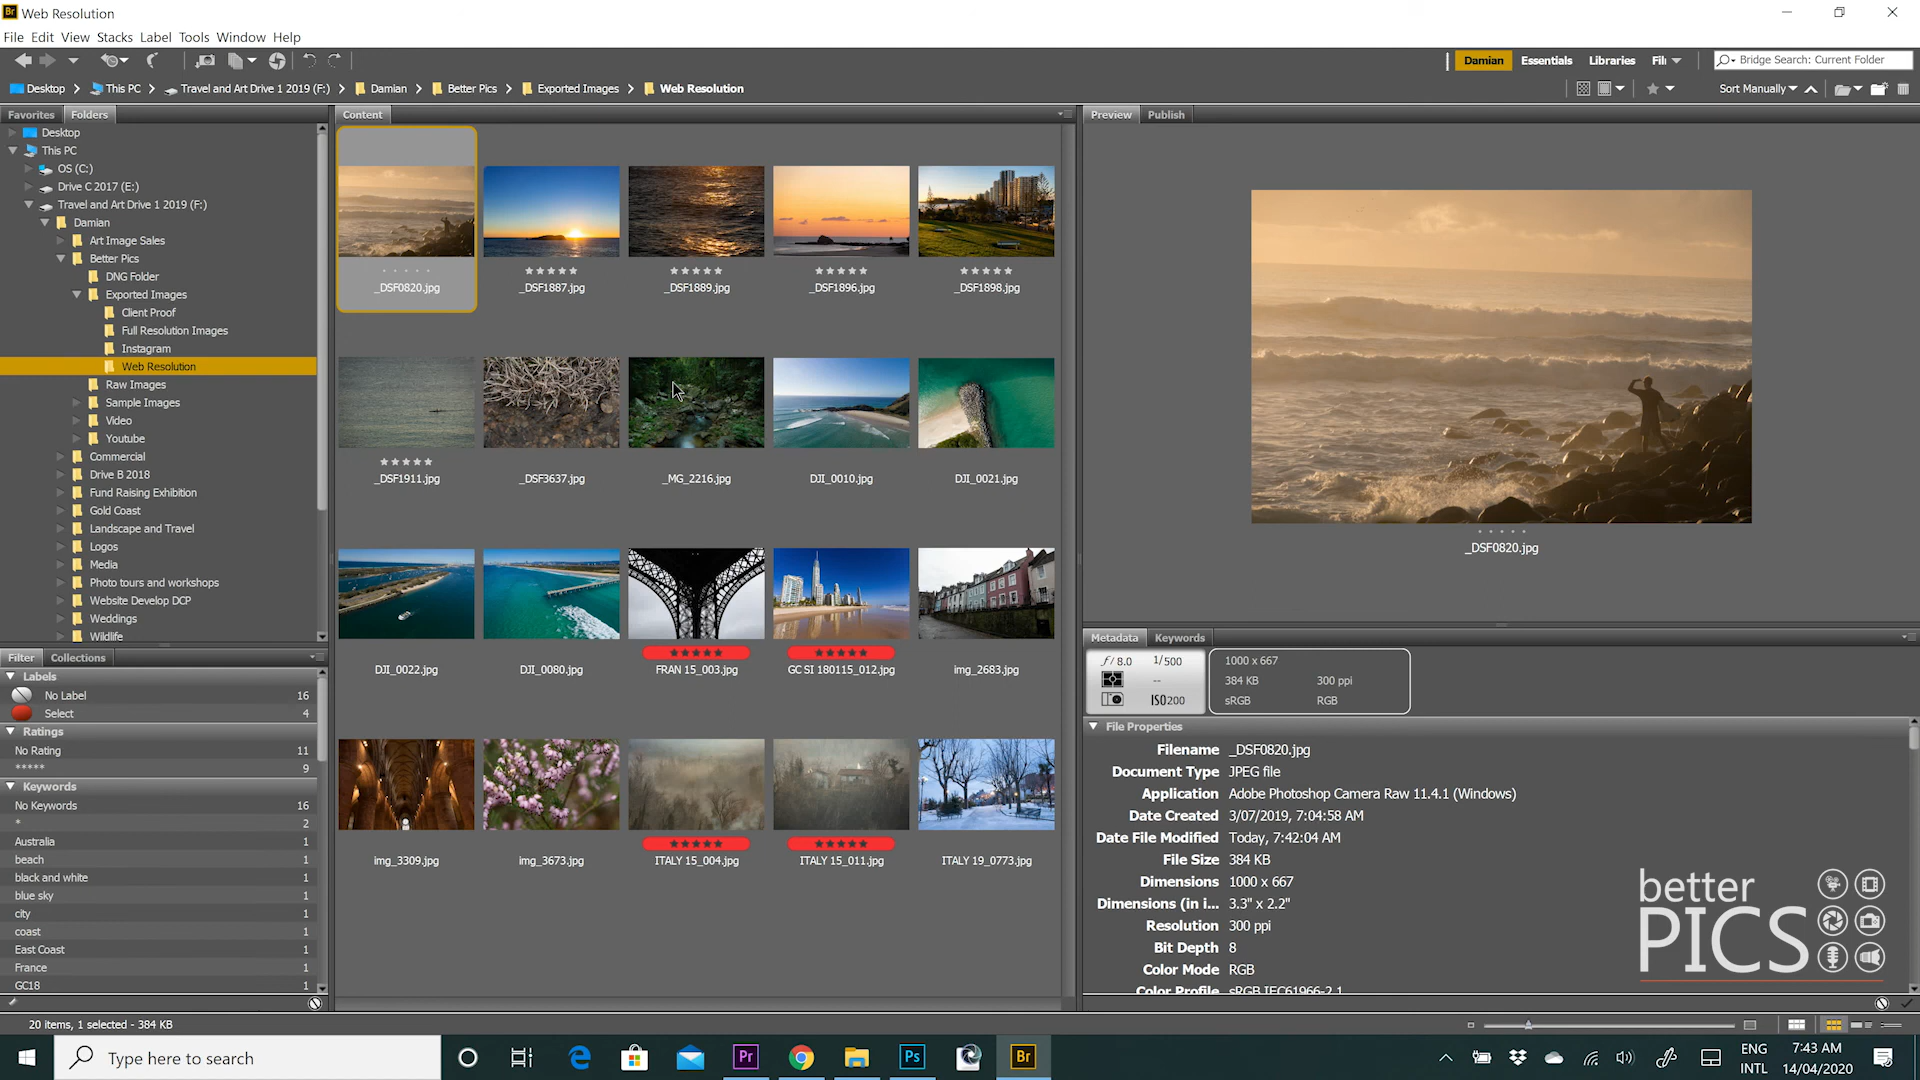 Br Web Resolution
File Edit View Stacks Label Tools Window Help
Damian Essentials Libraries Fil Bridge Search: Current Folder
Desktop This PC Travel and Art Drive 1 2019 (F:) Damian Better Pics Exported Images Web Resolution Sort Manually
Favorites Folders
Desktop
This PC
OS (C:)
Drive C 2017 (E:)
Travel and Art Drive 1 2019 (F:)
Damian
Art Image Sales
Better Pics
DNG Folder
Exported Images
Client Proof
Full Resolution Images
Instagram
Web Resolution
Raw Images
Sample Images
Video
Youtube
Commercial
Drive B 2018
Fund Raising Exhibition
Gold Coast
Landscape and Travel
Logos
Media
Photo tours and workshops
Website Develop DCP
Weddings
Wildlife
Filter Collections
Labels
No Label 16
Select 4
Ratings
No Rating 11
***** 9
Keywords
No Keywords 16
* 2
Australia 1
beach 1
black and white 1
blue sky 1
city 1
coast 1
East Coast 1
France 1
GC18 1
Content
_DSF0820.jpg _DSF1887.jpg _DSF1889.jpg _DSF1896.jpg _DSF1898.jpg
_DSF1911.jpg _DSF3637.jpg _MG_2216.jpg DJI_0010.jpg DJI_0021.jpg
DJI_0022.jpg DJI_0080.jpg FRAN 15_003.jpg GC SI 180115_012.jpg img_2683.jpg
img_3309.jpg img_3673.jpg ITALY 15_004.jpg ITALY 15_011.jpg ITALY 19_0773.jpg
Preview Publish
_DSF0820.jpg
Metadata Keywords
f/ 8.0 1/500
--
ISO200
1000 x 667
384 KB 300 ppi
sRGB RGB
File Properties
Filename _DSF0820.jpg
Document Type JPEG file
Application Adobe Photoshop Camera Raw 11.4.1 (Windows)
Date Created 3/07/2019, 7:04:58 AM
Date File Modified Today, 7:42:04 AM
File Size 384 KB
Dimensions 1000 x 667
Dimensions (in i... 3.3" x 2.2"
Resolution 300 ppi
Bit Depth 8
Color Mode RGB
Color Profile sRGB IEC61966-2.1
better
PICS
20 items, 1 selected - 384 KB
Type here to search
Pr Ps Br
ENG
INTL
7:43 AM
14/04/2020